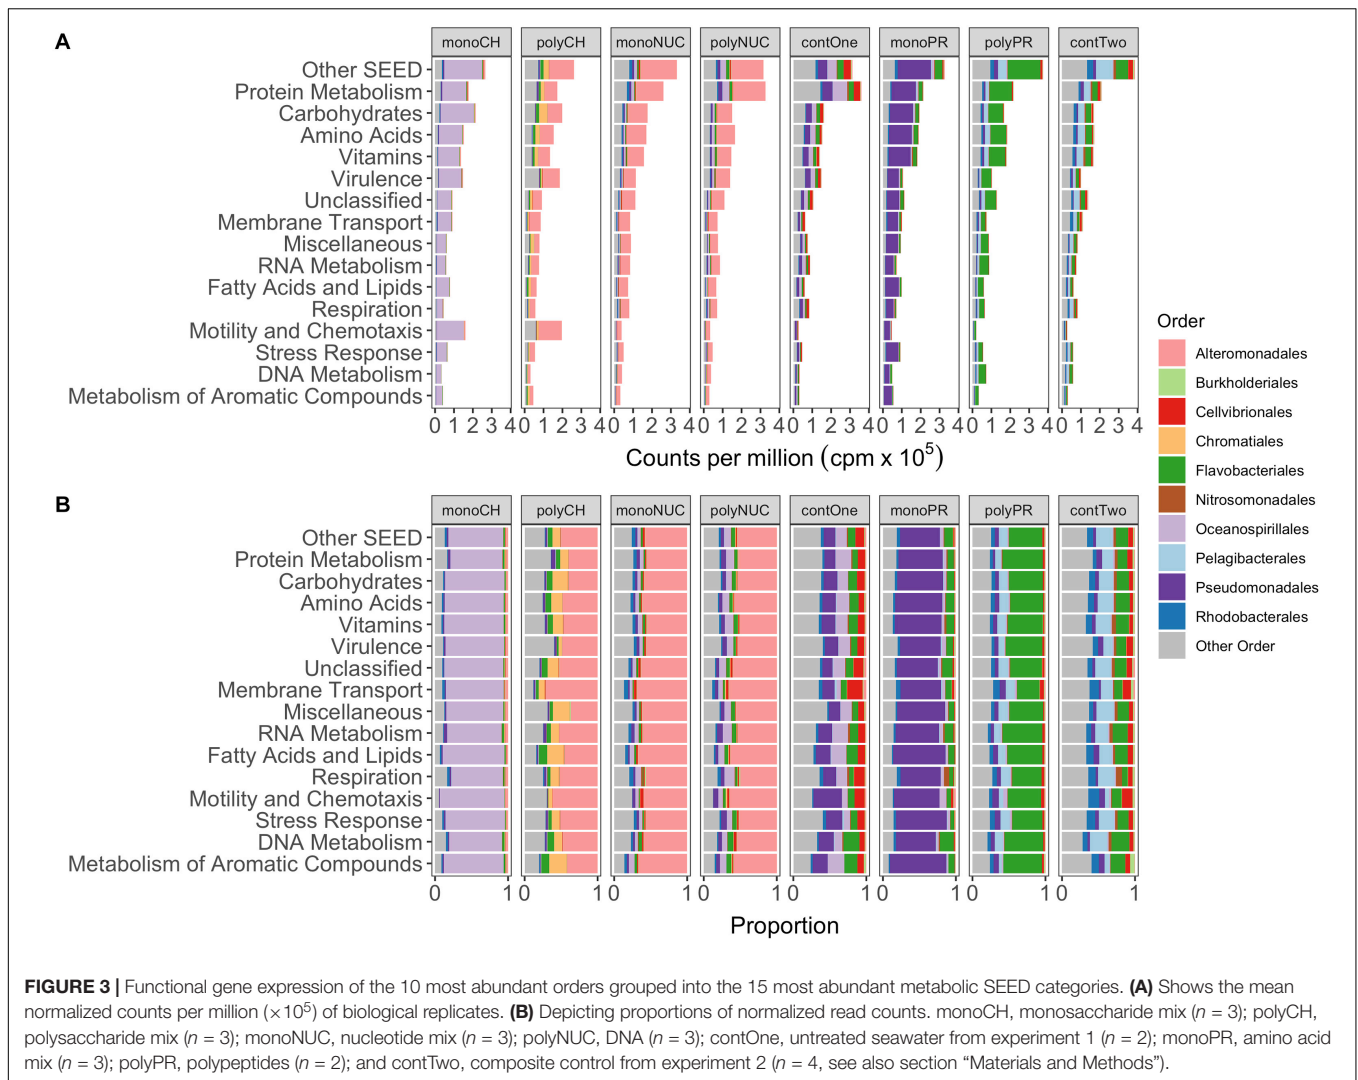 A
monoCH polyCH monoNUC polyNUC contOne monoPR polyPR contTwo
Other SEED
Protein Metabolism
Carbohydrates
Amino Acids
Vitamins
Virulence
Unclassified
Membrane Transport
Miscellaneous
RNA Metabolism
Fatty Acids and Lipids
Respiration
Motility and Chemotaxis
Stress Response
DNA Metabolism
Metabolism of Aromatic Compounds
0 1 2 3 4 0 1 2 3 4 0 1 2 3 4 0 1 2 3 4 0 1 2 3 4 0 1 2 3 4 0 1 2 3 4 0 1 2 3 4
Counts per million (cpm x 10⁵)
B
monoCH polyCH monoNUC polyNUC contOne monoPR polyPR contTwo
Other SEED
Protein Metabolism
Carbohydrates
Amino Acids
Vitamins
Virulence
Unclassified
Membrane Transport
Miscellaneous
RNA Metabolism
Fatty Acids and Lipids
Respiration
Motility and Chemotaxis
Stress Response
DNA Metabolism
Metabolism of Aromatic Compounds
0 1 0 1 0 1 0 1 0 1 0 1 0 1 0 1
Proportion
Order
Alteromonadales
Burkholderiales
Cellvibrionales
Chromatiales
Flavobacteriales
Nitrosomonadales
Oceanospirillales
Pelagibacterales
Pseudomonadales
Rhodobacterales
Other Order
FIGURE 3 | Functional gene expression of the 10 most abundant orders grouped into the 15 most abundant metabolic SEED categories. (A) Shows the mean
normalized counts per million (×10⁵) of biological replicates. (B) Depicting proportions of normalized read counts. monoCH, monosaccharide mix (n = 3); polyCH,
polysaccharide mix (n = 3); monoNUC, nucleotide mix (n = 3); polyNUC, DNA (n = 3); contOne, untreated seawater from experiment 1 (n = 2); monoPR, amino acid
mix (n = 3); polyPR, polypeptides (n = 2); and contTwo, composite control from experiment 2 (n = 4, see also section “Materials and Methods”).